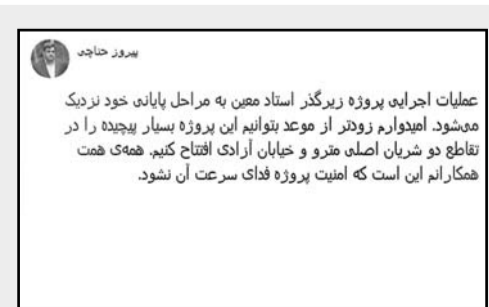 پیروز حناچی
عملیات اجرایی پروژه زیرگذر استاد معین به مراحل پایانی خود نزدیک
می‌شود. امیدوارم زودتر از موعد بتوانیم این پروژه بسیار پیچیده را در
تقاطع دو شریان اصلی مترو و خیابان آزادی افتتاح کنیم. همه‌ی همت
همکارانم این است که امنیت پروژه فدای سرعت آن نشود.